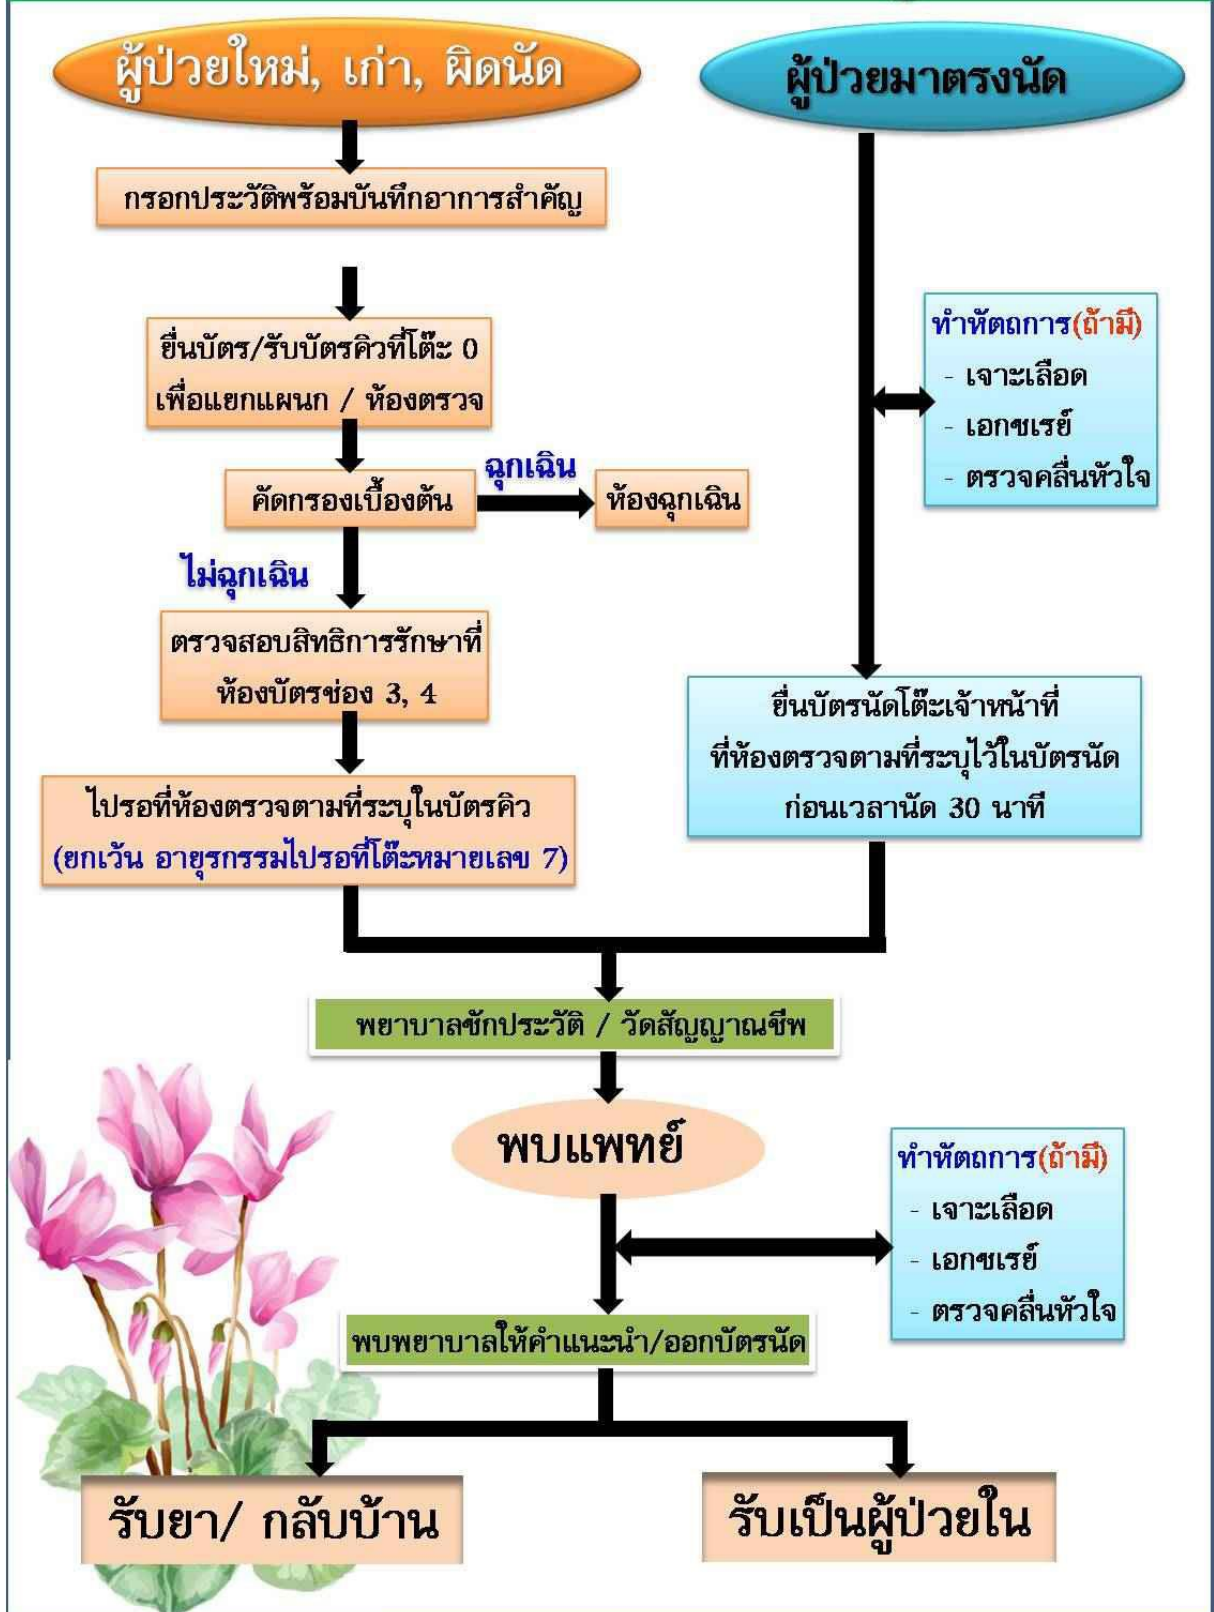 ผู้ป่วยใหม่, เก่า, ผิดนัด
ผู้ป่วยมาตรงนัด
กรอกประวัติพร้อมบันทึกอาการสำคัญ
ยื่นบัตร/รับบัตรคิวที่โต๊ะ 0
เพื่อแยกแผนก / ห้องตรวจ
ทำหัตถการ(ถ้ามี)
- เจาะเลือด
- เอกซเรย์
- ตรวจคลื่นหัวใจ
คัดกรองเบื้องต้น
ฉุกเฉิน
ห้องฉุกเฉิน
ไม่ฉุกเฉิน
ตรวจสอบสิทธิการรักษาที่
ห้องบัตรช่อง 3, 4
ยื่นบัตรนัดโต๊ะเจ้าหน้าที่
ที่ห้องตรวจตามที่ระบุไว้ในบัตรนัด
ก่อนเวลานัด 30 นาที
ไปรอที่ห้องตรวจตามที่ระบุในบัตรคิว
(ยกเว้น อายุรกรรมไปรอที่โต๊ะหมายเลข 7)
พยาบาลซักประวัติ / วัดสัญญาณชีพ
พบแพทย์
ทำหัตถการ(ถ้ามี)
- เจาะเลือด
- เอกซเรย์
- ตรวจคลื่นหัวใจ
พบพยาบาลให้คำแนะนำ/ออกบัตรนัด
รับยา/ กลับบ้าน
รับเป็นผู้ป่วยใน